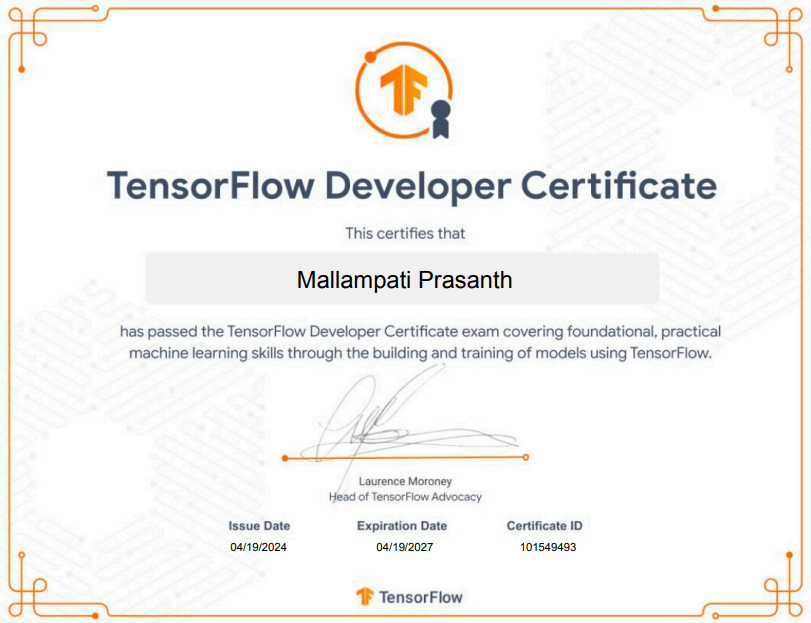 TensorFlow Developer Certificate
This certifies that
Mallampati Prasanth
has passed the TensorFlow Developer Certificate exam covering foundational, practical
machine learning skills through the building and training of models using TensorFlow.
Laurence Moroney
Head of TensorFlow Advocacy
Issue Date Expiration Date Certificate ID
04/19/2024 04/19/2027 101549493
TensorFlow